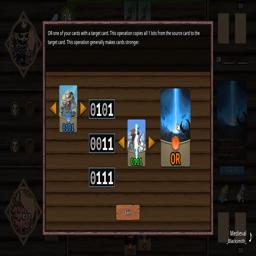 OR one of your cards with a target card. This operation copies all 1 bits from the source card to the
target card. This operation generally makes cards stronger.
0101
0011
OR
0111
Medieval
_Blacksmith_